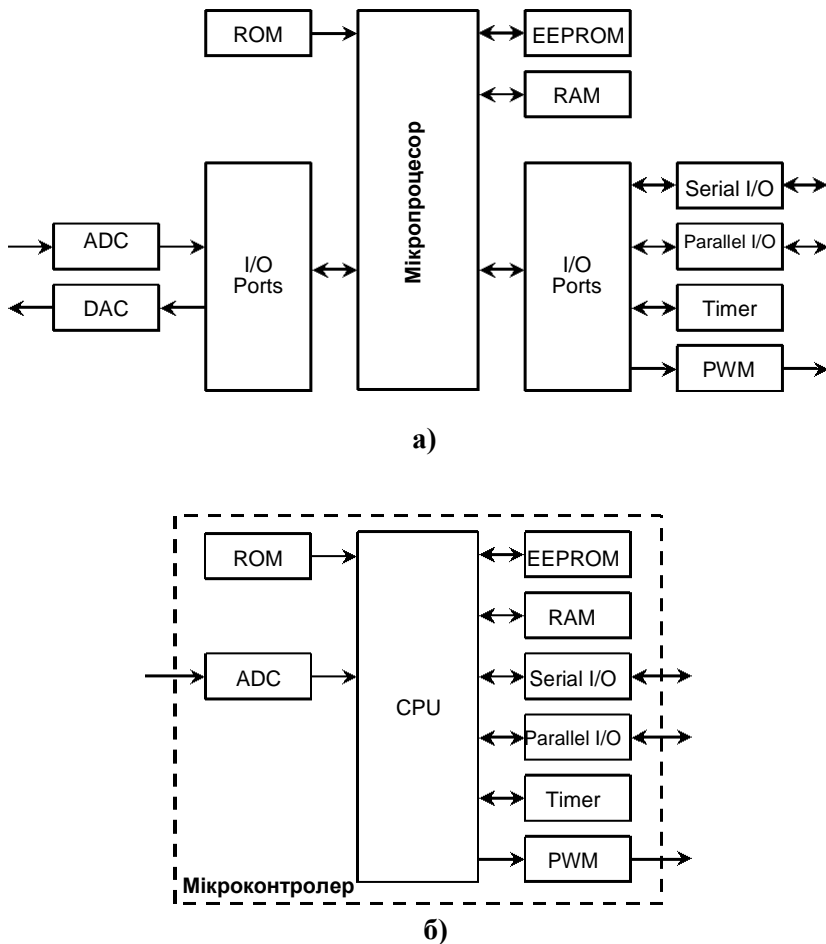 ROM
EEPROM
RAM
Мікропроцесор
ADC
DAC
I/O
Ports
I/O
Ports
Serial I/O
Parallel I/O
Timer
PWM
а)
ROM
ADC
CPU
EEPROM
RAM
Serial I/O
Parallel I/O
Timer
PWM
Мікроконтролер
б)